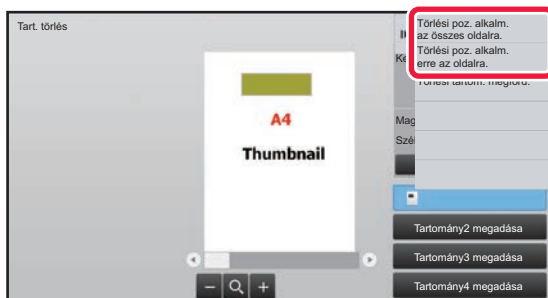 Tart. törlés
Törlési poz. alkalm.
az összes oldalra.
Törlési poz. alkalm.
erre az oldalra.
Törlési tartom. megford.
A4
Thumbnail
Tartomány2 megadása
Tartomány3 megadása
Tartomány4 megadása